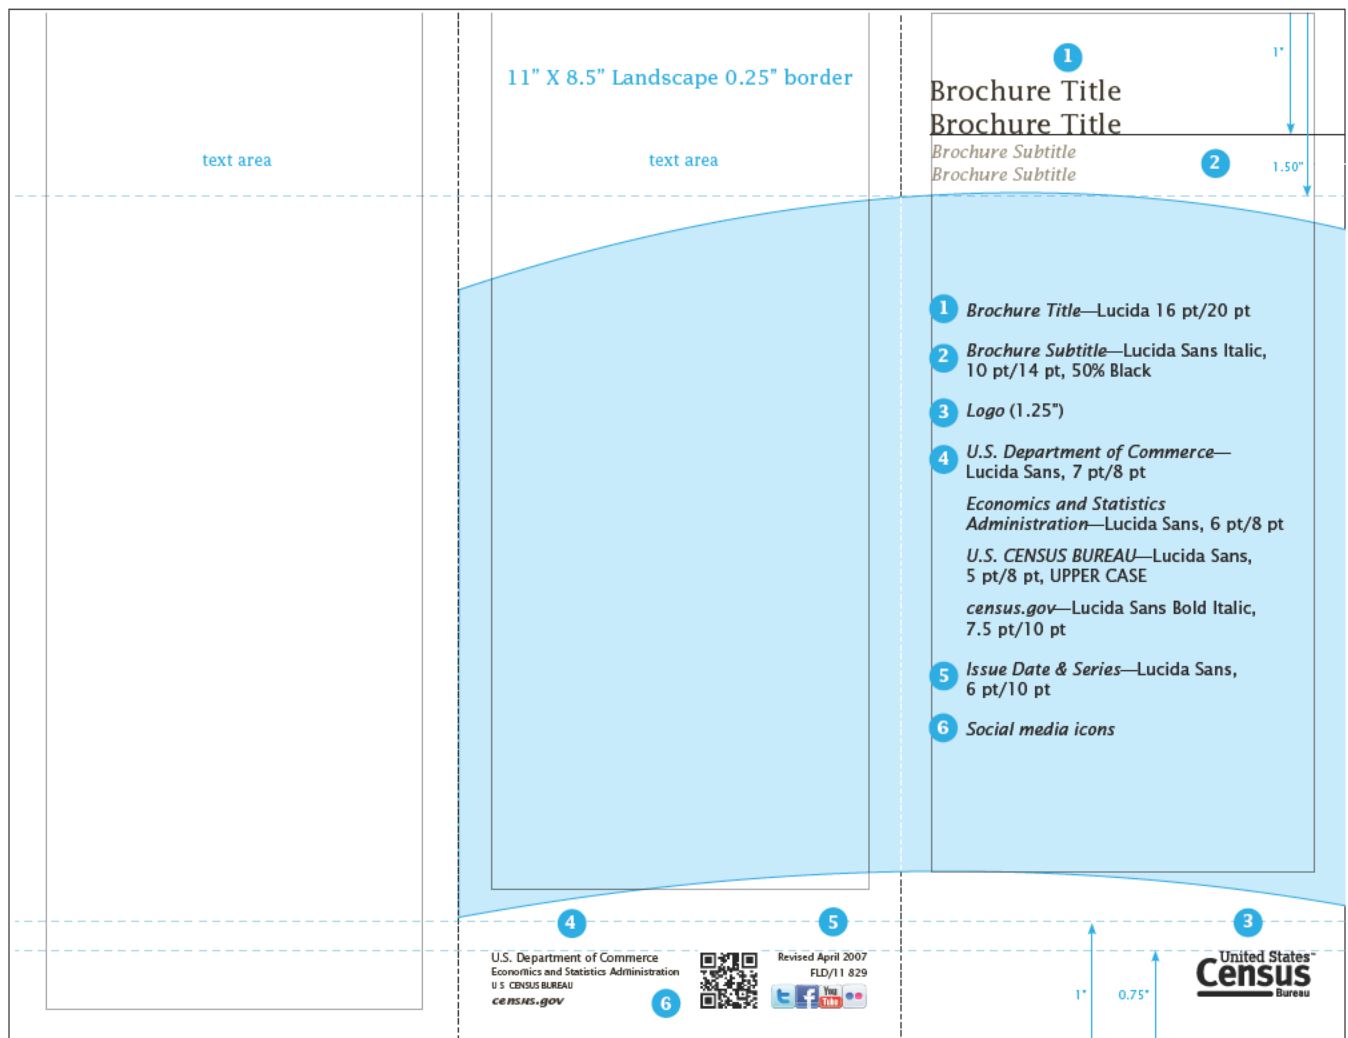 11” X 8.5” Landscape 0.25” border
text area
text area
1
Brochure Title
Brochure Title
Brochure Subtitle
Brochure Subtitle
2
1"
1.50"
1 Brochure Title—Lucida 16 pt/20 pt
2 Brochure Subtitle—Lucida Sans Italic,
10 pt/14 pt, 50% Black
3 Logo (1.25")
4 U.S. Department of Commerce—
Lucida Sans, 7 pt/8 pt
Economics and Statistics
Administration—Lucida Sans, 6 pt/8 pt
U.S. CENSUS BUREAU—Lucida Sans,
5 pt/8 pt, UPPER CASE
census.gov—Lucida Sans Bold Italic,
7.5 pt/10 pt
5 Issue Date & Series—Lucida Sans,
6 pt/10 pt
6 Social media icons
4
5
3
U.S. Department of Commerce
Economics and Statistics Administration
U S CENSUS BUREAU
census.gov
6
Revised April 2007
FLD/11 829
t f You Tube
1"
0.75"
United States™
Census
Bureau